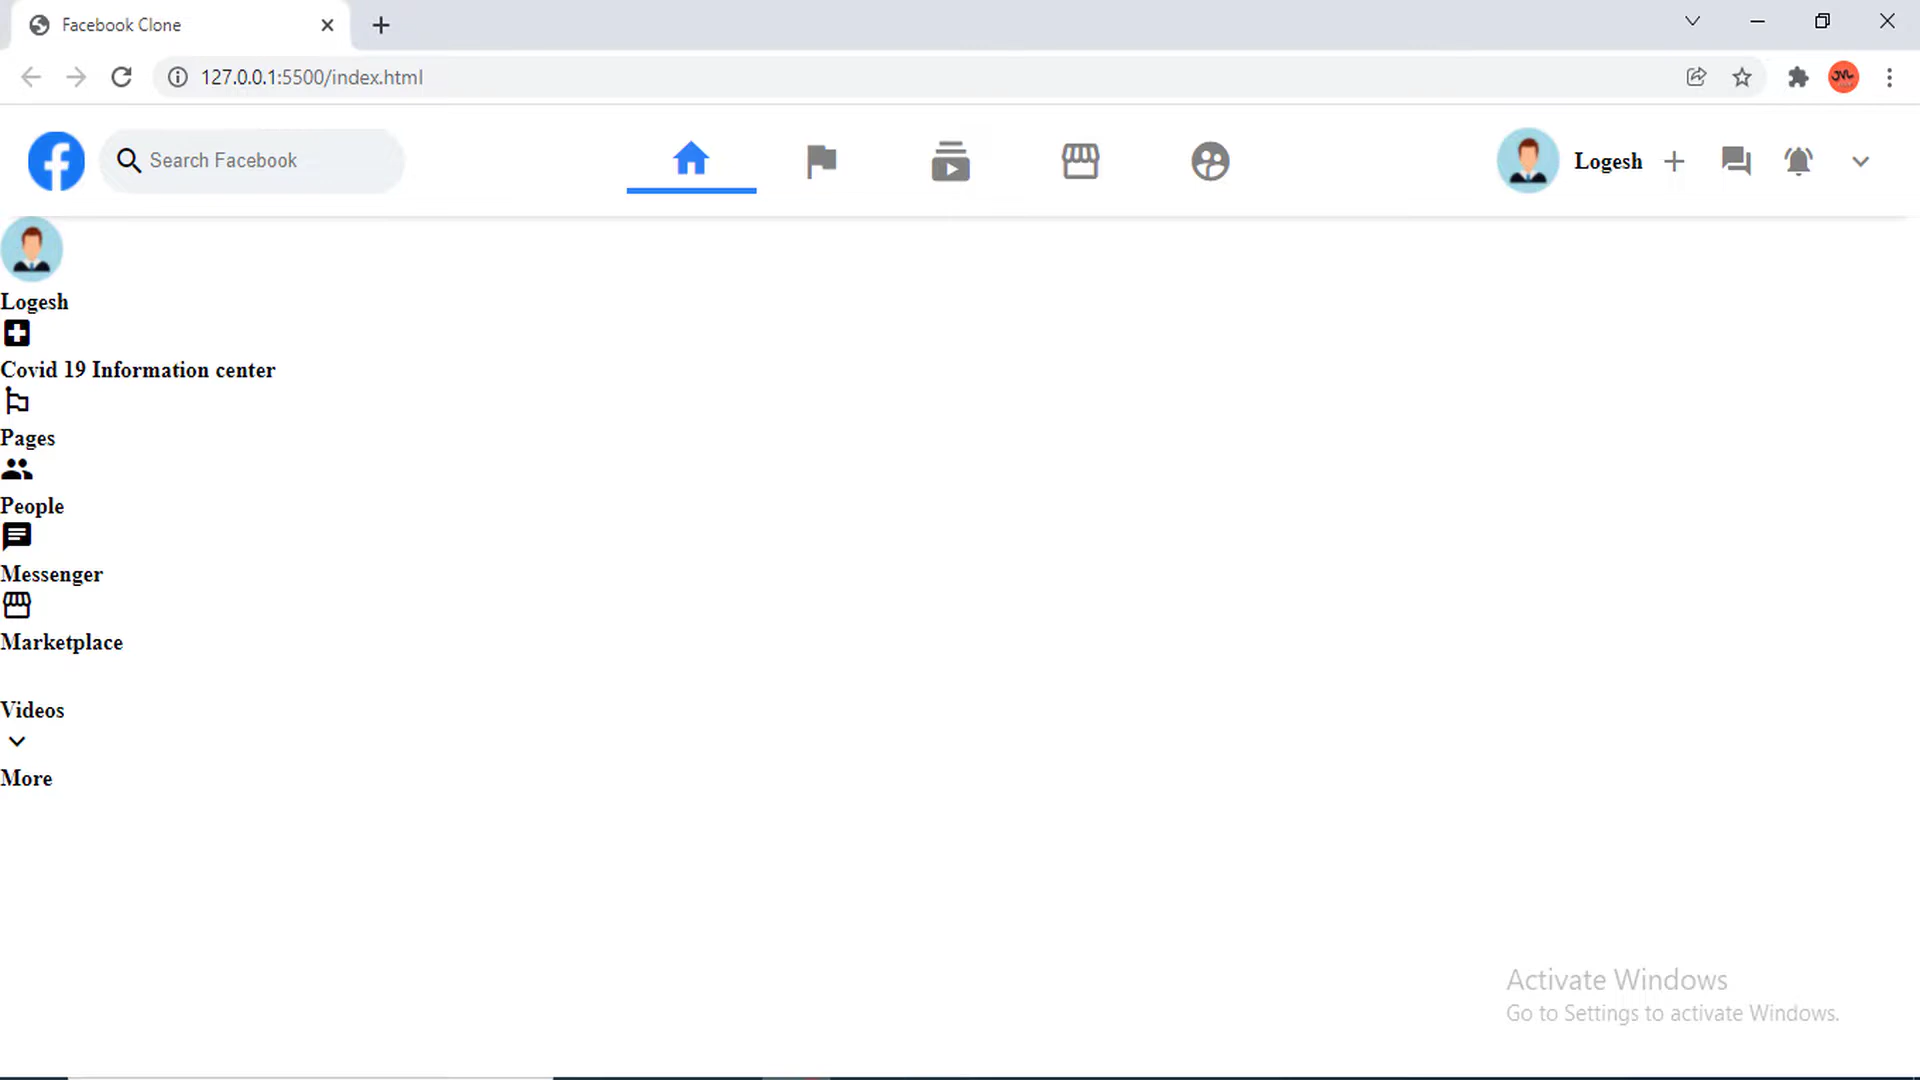 Facebook Clone
127.0.0.1:5500/index.html
JVL
Search Facebook
Logesh
Logesh
Covid 19 Information center
Pages
People
Messenger
Marketplace
Videos
More
Activate Windows
Go to Settings to activate Windows.